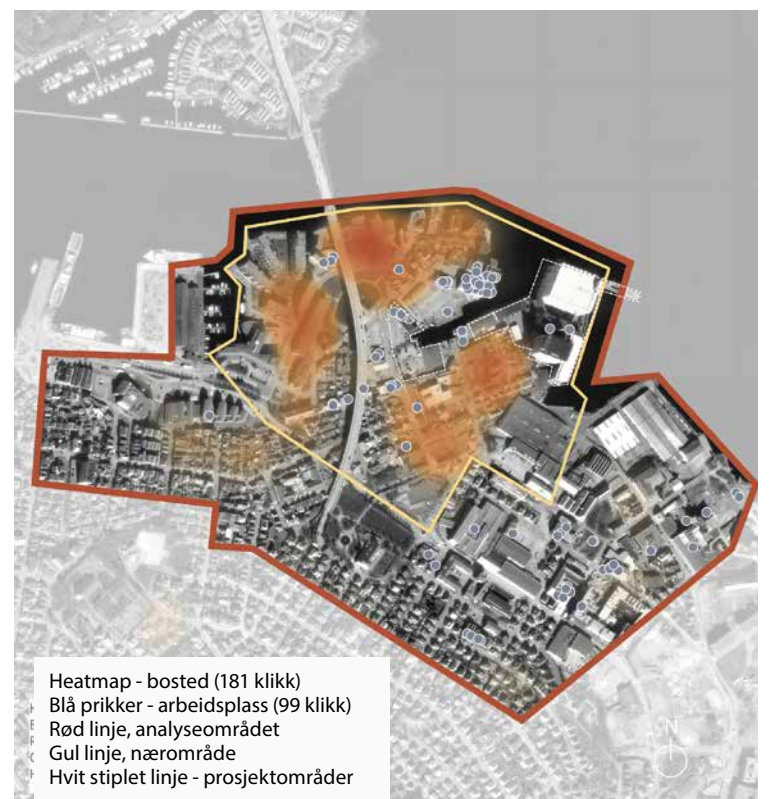 N
Heatmap - bosted (181 klikk)
Blå prikker - arbeidsplass (99 klikk)
Rød linje, analyseområdet
Gul linje, nærområde
Hvit stiplet linje - prosjektområder